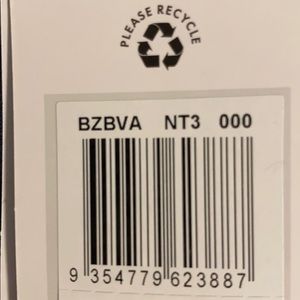 PLEASE RECYCLE
BZBVA NT3 000
9 354779 623887